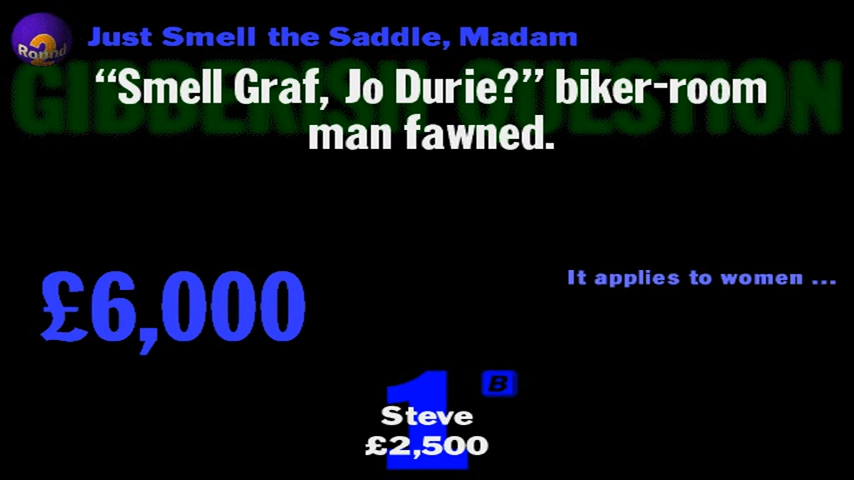 Round
2
Just Smell the Saddle, Madam
GIBBERISH QUESTION
“Smell Graf, Jo Durie?” biker-room
man fawned.
£6,000
It applies to women ...
1
B
Steve
£2,500